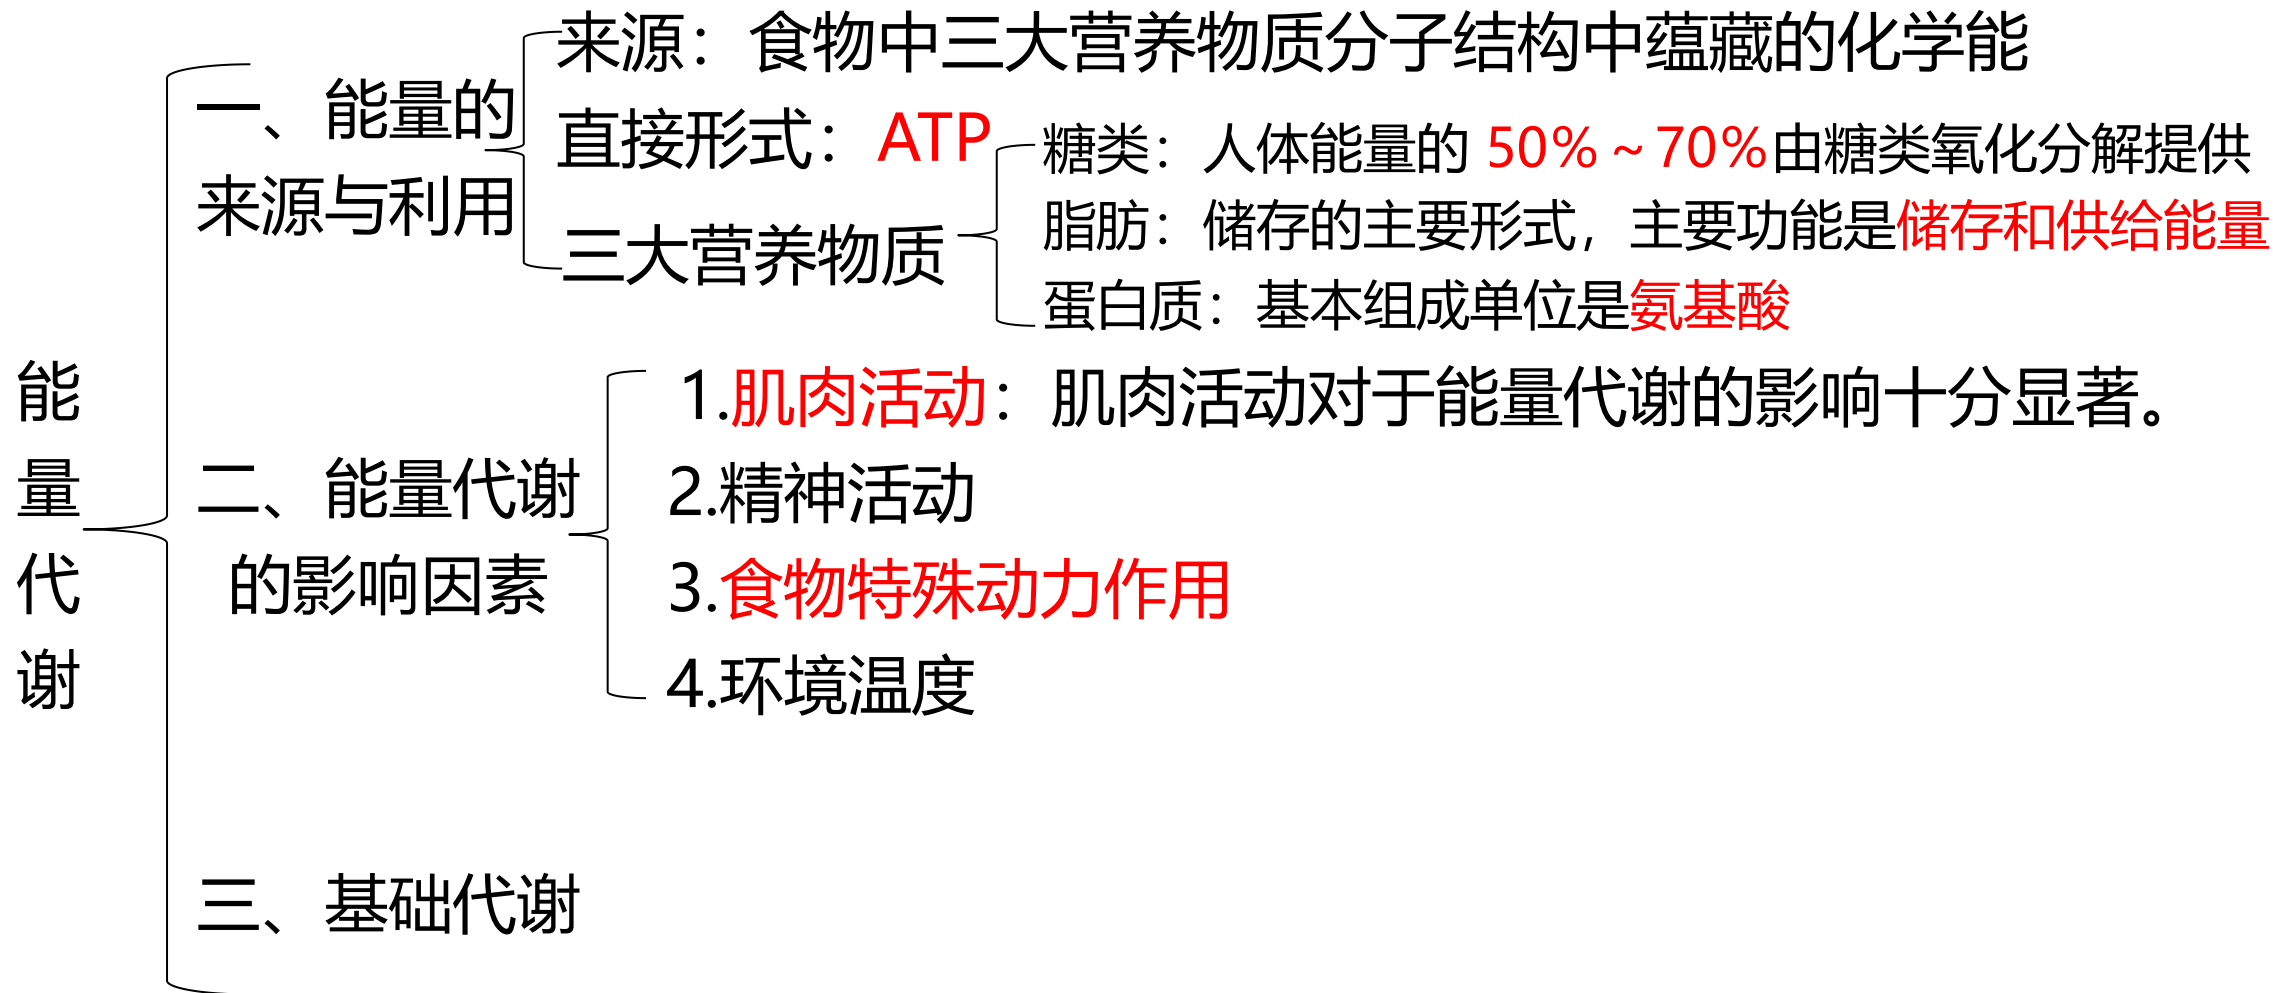 能量代谢
一、能量的
来源与利用
来源：食物中三大营养物质分子结构中蕴藏的化学能
直接形式：ATP
三大营养物质
糖类：人体能量的 50%～70%由糖类氧化分解提供
脂肪：储存的主要形式，主要功能是储存和供给能量
蛋白质：基本组成单位是氨基酸
二、能量代谢
的影响因素
1.肌肉活动：肌肉活动对于能量代谢的影响十分显著。
2.精神活动
3.食物特殊动力作用
4.环境温度
三、基础代谢